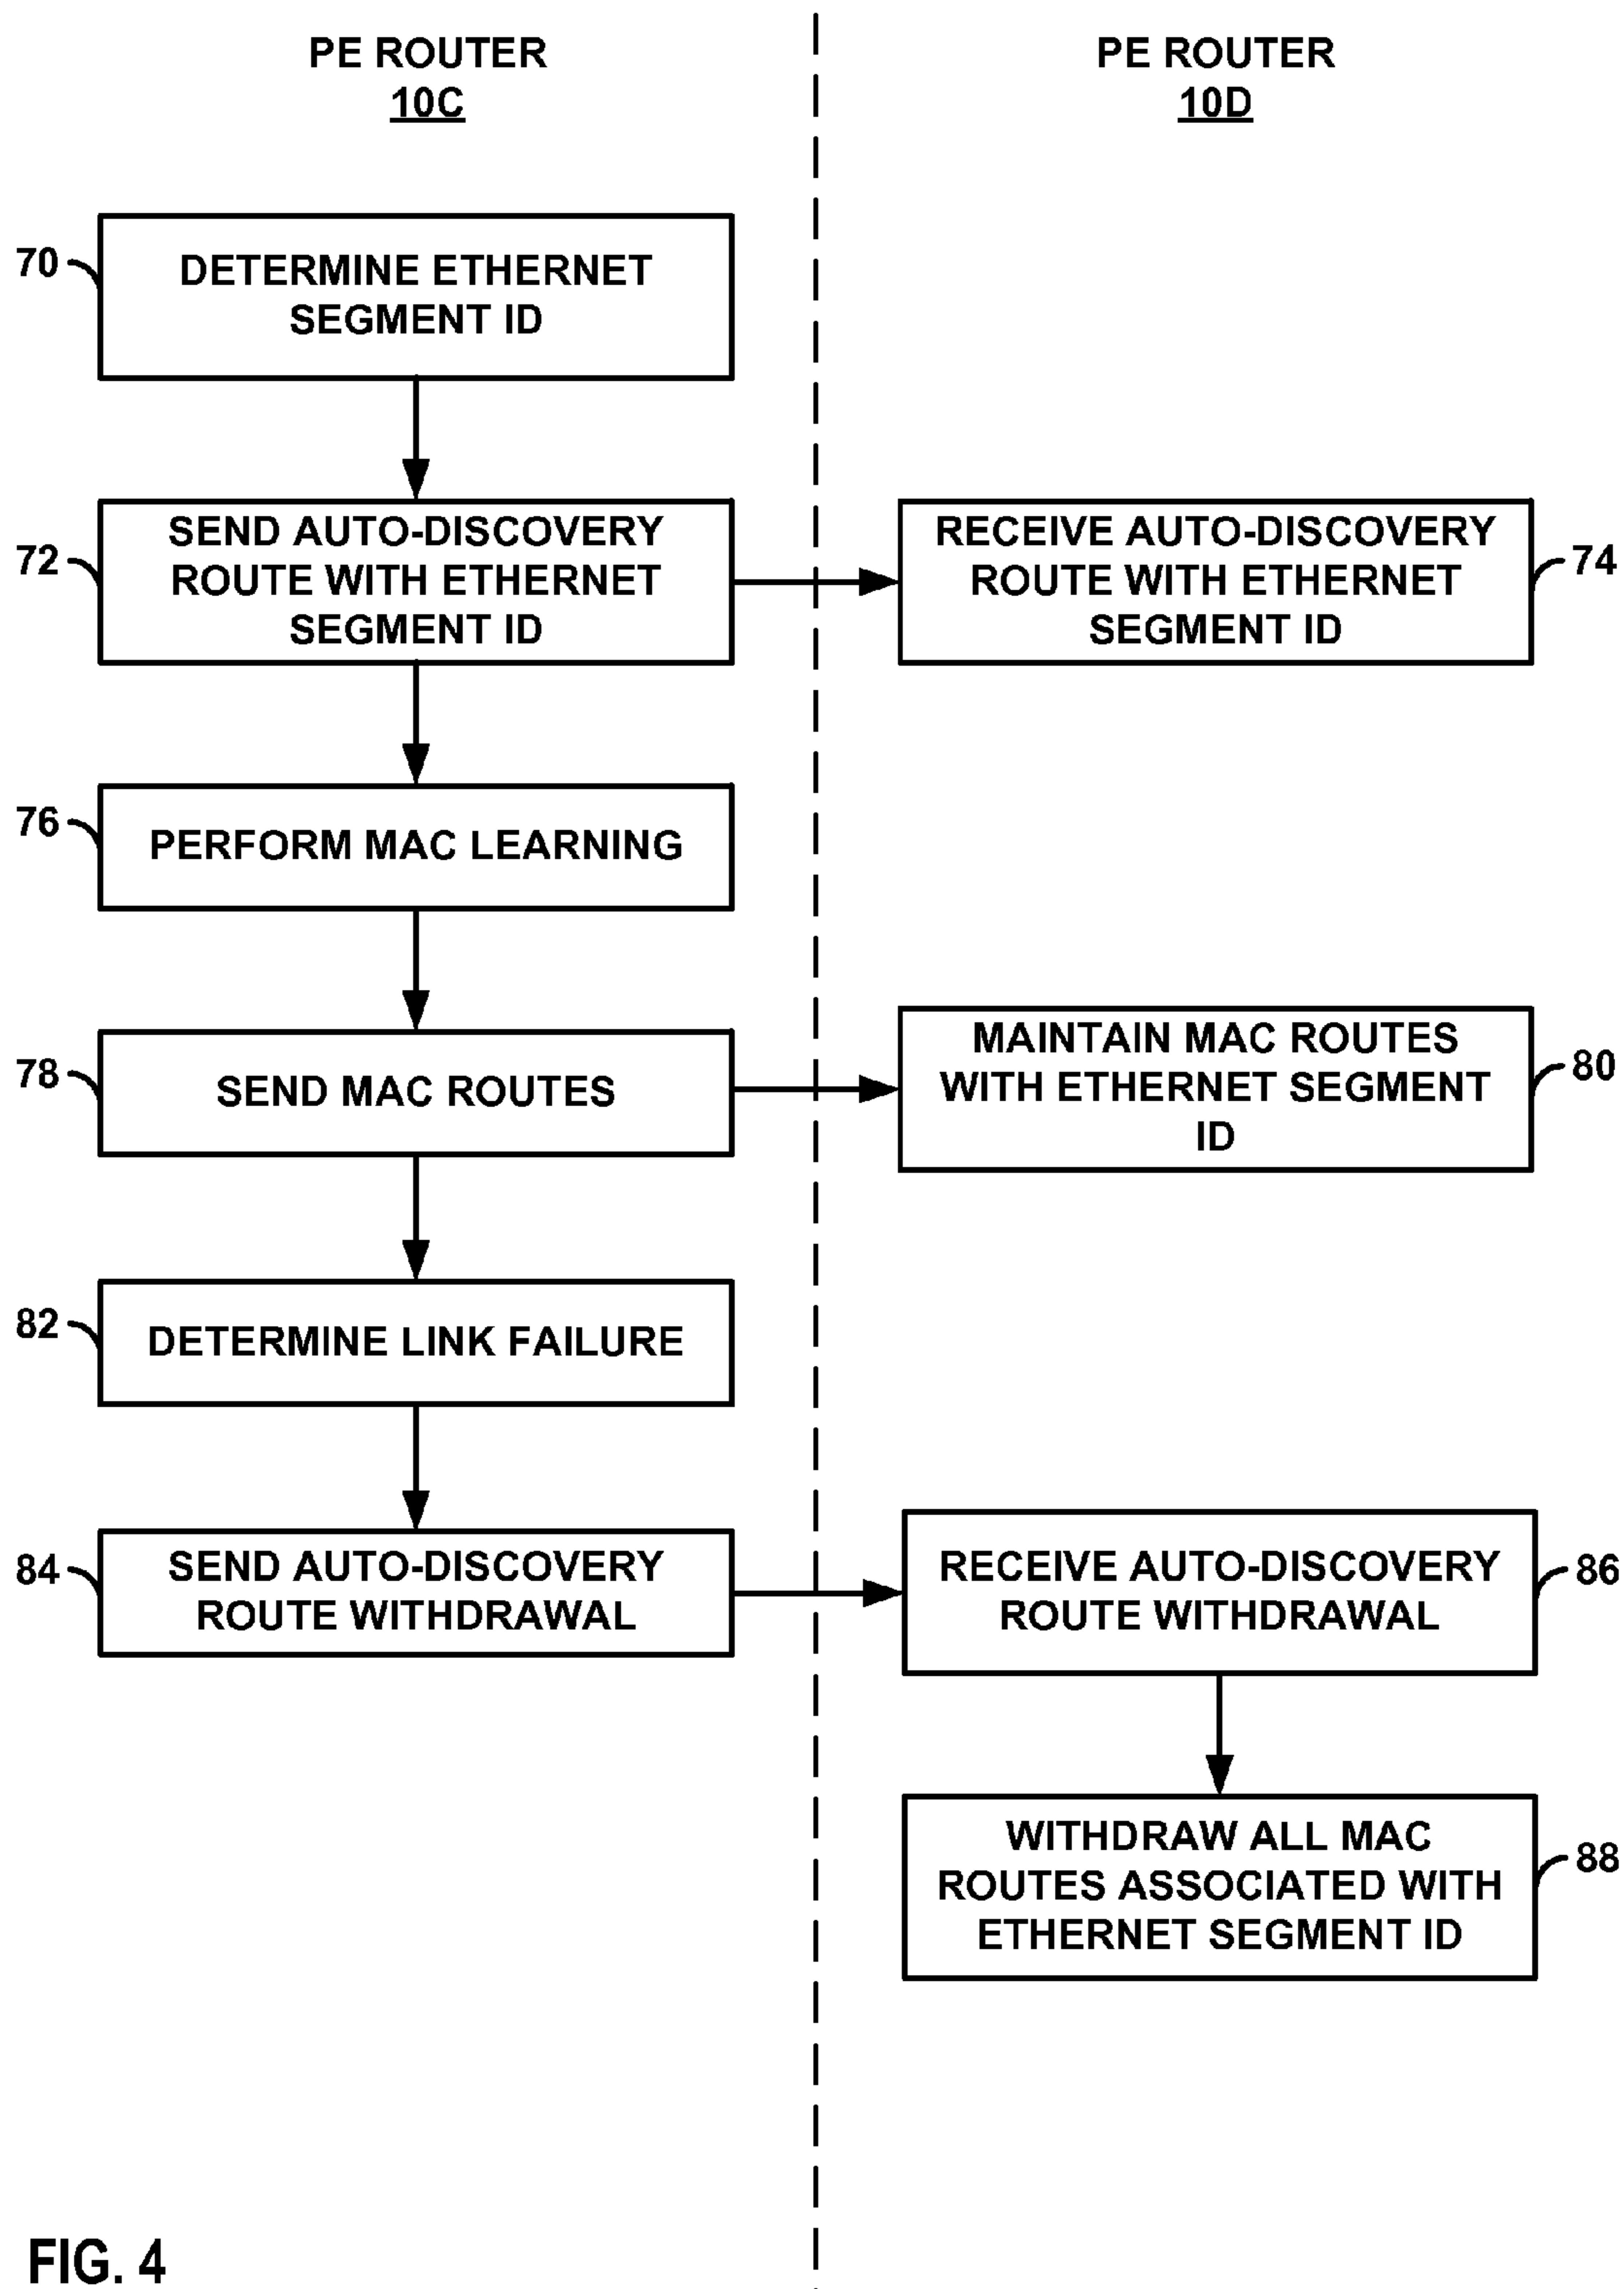 PE ROUTER
10C
PE ROUTER
10D
70
DETERMINE ETHERNET
SEGMENT ID
72
SEND AUTO-DISCOVERY
ROUTE WITH ETHERNET
SEGMENT ID
RECEIVE AUTO-DISCOVERY
ROUTE WITH ETHERNET
SEGMENT ID
74
76
PERFORM MAC LEARNING
78
SEND MAC ROUTES
MAINTAIN MAC ROUTES
WITH ETHERNET SEGMENT
ID
80
82
DETERMINE LINK FAILURE
84
SEND AUTO-DISCOVERY
ROUTE WITHDRAWAL
RECEIVE AUTO-DISCOVERY
ROUTE WITHDRAWAL
86
WITHDRAW ALL MAC
ROUTES ASSOCIATED WITH
ETHERNET SEGMENT ID
88
FIG. 4